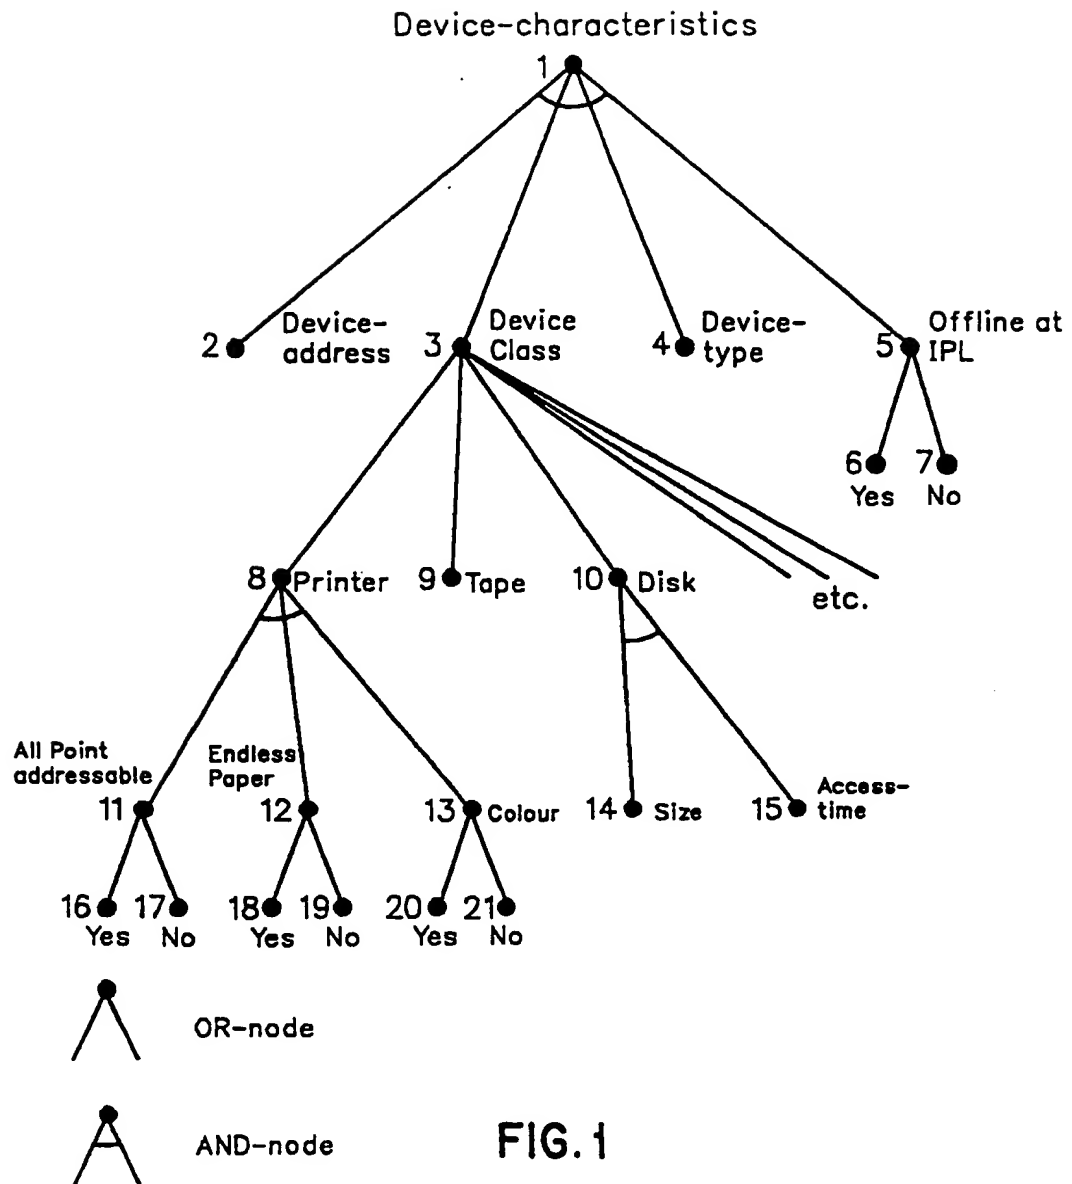 Device-characteristics
1
2 Device-
address
3 Device
Class
4 Device-
type
5 Offline at
IPL
6 7
Yes No
8 Printer 9 Tape 10 Disk
etc.
All Point
addressable
11
Endless
Paper
12
13 Colour
14 Size
15 Access-
time
16 17 18 19 20 21
Yes No Yes No Yes No
OR-node
AND-node
FIG. 1